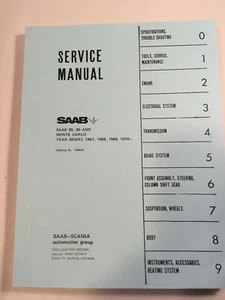 SERVICE
MANUAL
SAAB
SAAB 95, 96 AND
MONTE CARLO
YEAR MODEL 1967, 1968, 1969, 1970–
SAAB-SCANIA
automotive group
SPECIFICATIONS,
TROUBLE SHOOTING
0
TOOLS, SERVICE,
MAINTENANCE
1
ENGINE
2
ELECTRICAL SYSTEM
3
TRANSMISSION
4
BRAKE SYSTEM
5
FRONT ASSEMBLY, STEERING,
COLUMN SHIFT GEAR
6
SUSPENSION, WHEELS
7
BODY
8
INSTRUMENTS, ACCESSORIES,
HEATING SYSTEM
9